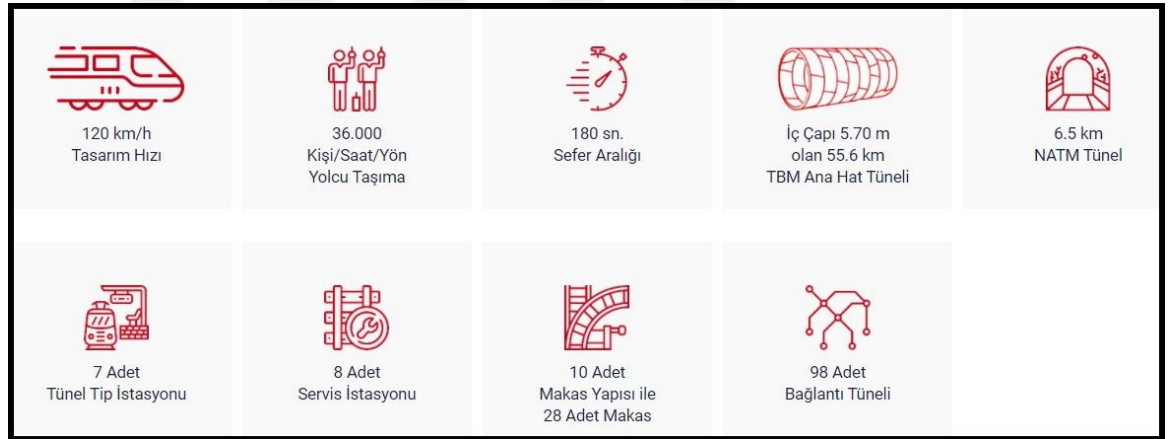 120 km/h
Tasarım Hızı
36.000
Kişi/Saat/Yön
Yolcu Taşıma
180 sn.
Sefer Aralığı
İç Çapı 5.70 m
olan 55.6 km
TBM Ana Hat Tüneli
6.5 km
NATM Tünel
7 Adet
Tünel Tip İstasyonu
8 Adet
Servis İstasyonu
10 Adet
Makas Yapısı ile
28 Adet Makas
98 Adet
Bağlantı Tüneli